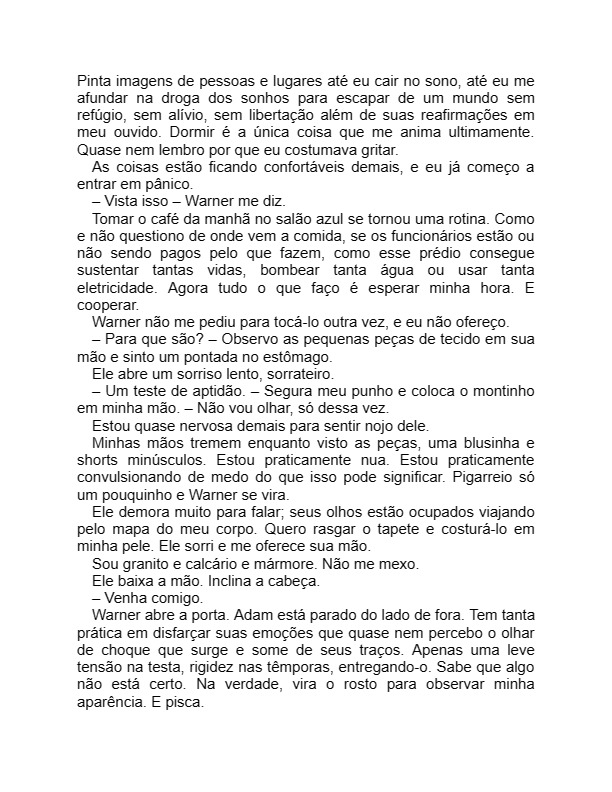 Pinta imagens de pessoas e lugares até eu cair no sono, até eu me
afundar na droga dos sonhos para escapar de um mundo sem
refúgio, sem alívio, sem libertação além de suas reafirmações em
meu ouvido. Dormir é a única coisa que me anima ultimamente.
Quase nem lembro por que eu costumava gritar.
As coisas estão ficando confortáveis demais, e eu já começo a
entrar em pânico.
– Vista isso – Warner me diz.
Tomar o café da manhã no salão azul se tornou uma rotina. Como
e não questiono de onde vem a comida, se os funcionários estão ou
não sendo pagos pelo que fazem, como esse prédio consegue
sustentar tantas vidas, bombear tanta água ou usar tanta
eletricidade. Agora tudo o que faço é esperar minha hora. E
cooperar.
Warner não me pediu para tocá-lo outra vez, e eu não ofereço.
– Para que são? – Observo as pequenas peças de tecido em sua
mão e sinto um pontada no estômago.
Ele abre um sorriso lento, sorrateiro.
– Um teste de aptidão. – Segura meu punho e coloca o montinho
em minha mão. – Não vou olhar, só dessa vez.
Estou quase nervosa demais para sentir nojo dele.
Minhas mãos tremem enquanto visto as peças, uma blusinha e
shorts minúsculos. Estou praticamente nua. Estou praticamente
convulsionando de medo do que isso pode significar. Pigarreio só
um pouquinho e Warner se vira.
Ele demora muito para falar; seus olhos estão ocupados viajando
pelo mapa do meu corpo. Quero rasgar o tapete e costurá-lo em
minha pele. Ele sorri e me oferece sua mão.
Sou granito e calcário e mármore. Não me mexo.
Ele baixa a mão. Inclina a cabeça.
– Venha comigo.
Warner abre a porta. Adam está parado do lado de fora. Tem tanta
prática em disfarçar suas emoções que quase nem percebo o olhar
de choque que surge e some de seus traços. Apenas uma leve
tensão na testa, rigidez nas têmporas, entregando-o. Sabe que algo
não está certo. Na verdade, vira o rosto para observar minha
aparência. E pisca.